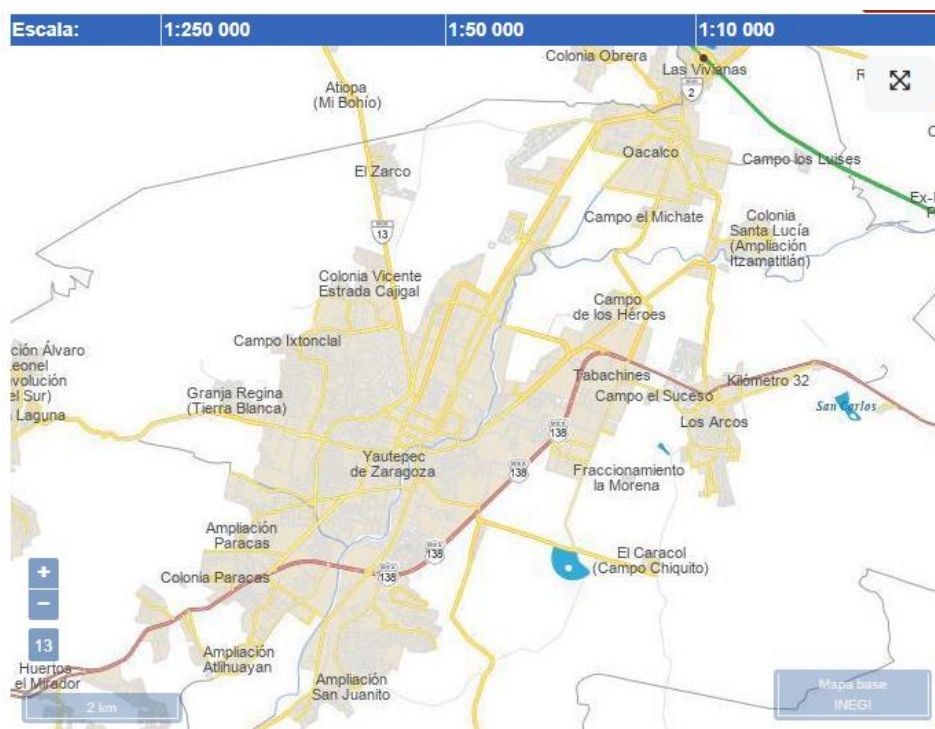 Escala: 1:250 000 1:50 000 1:10 000
Colonia Obrera
Las Vivianas
Atiopa
(Mi Bohío)
2
Oacalco
Campo los Luises
El Zarco
Ex-
Campo el Michate
Colonia
Santa Lucía
(Ampliación
Itzamatitlán)
13
Colonia Vicente
Estrada Cajigal
Campo
de los Héroes
Campo Ixtonclal
ción Álvaro
Leonel
evolución
el Sur)
Laguna
Tabachines
Kilómetro 32
Granja Regina
(Tierra Blanca)
Campo el Suceso
San Carlos
Los Arcos
138
Yautepec
de Zaragoza
138
Fraccionamiento
la Morena
Ampliación
Paracas
138
El Caracol
(Campo Chiquito)
Colonia Paracas
138
+
−
13
Ampliación
Atlihuayan
Huertos
el Mirador
Ampliación
San Juanito
2 km
Mapa base
INEGI